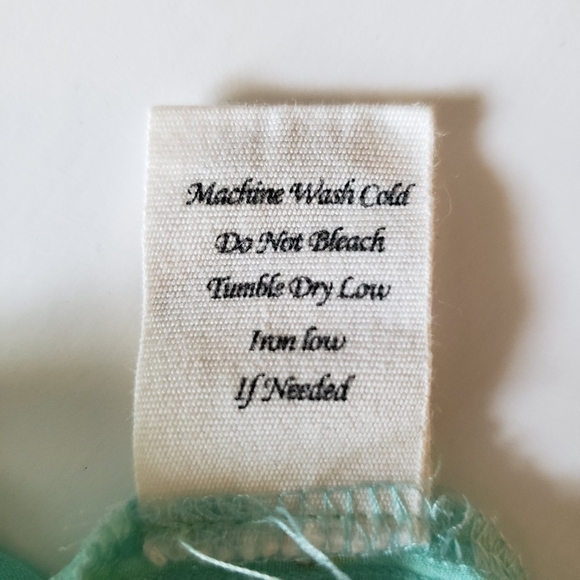 Machine Wash Cold
Do Not Bleach
Tumble Dry Low
Iron low
If Needed